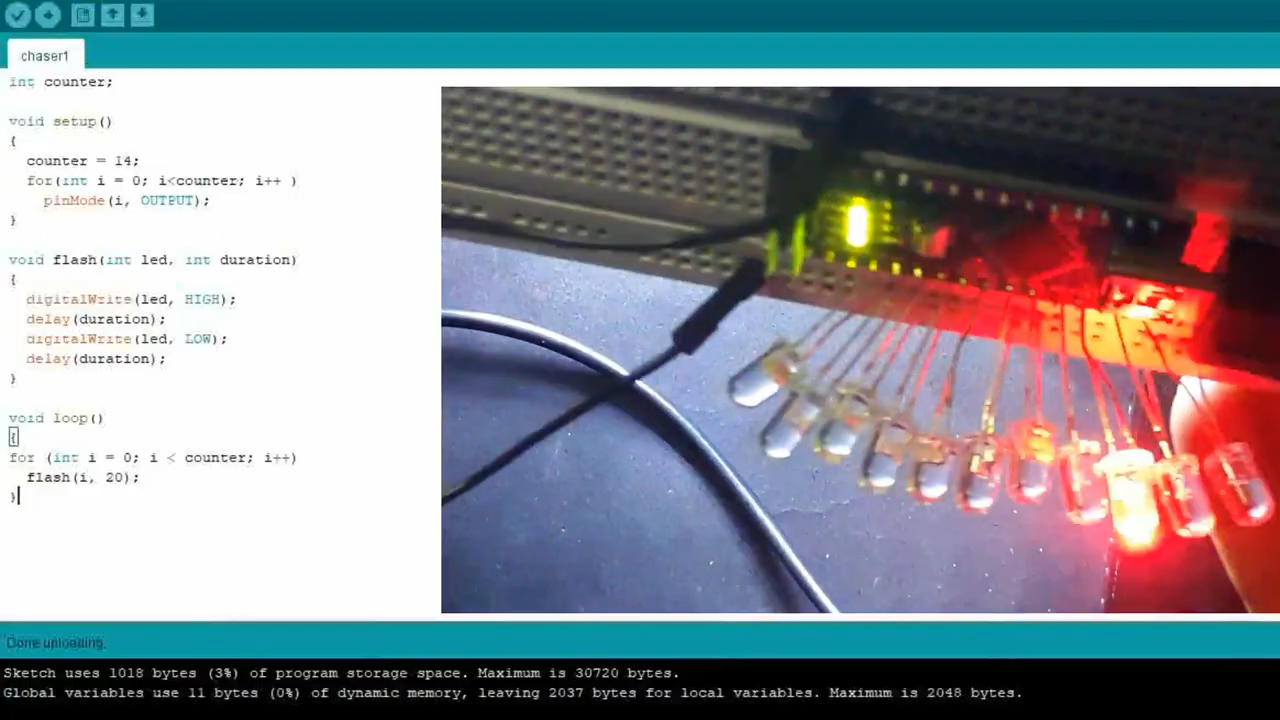 chaser1
int counter;
void setup()
{
counter = 14;
for(int i = 0; i<counter; i++ )
pinMode(i, OUTPUT);
}
void flash(int led, int duration)
{
digitalWrite(led, HIGH);
delay(duration);
digitalWrite(led, LOW);
delay(duration);
}
void loop()
{
for (int i = 0; i < counter; i++)
flash(i, 20);
}
Done uploading.
Sketch uses 1018 bytes (3%) of program storage space. Maximum is 30720 bytes.
Global variables use 11 bytes (0%) of dynamic memory, leaving 2037 bytes for local variables. Maximum is 2048 bytes.